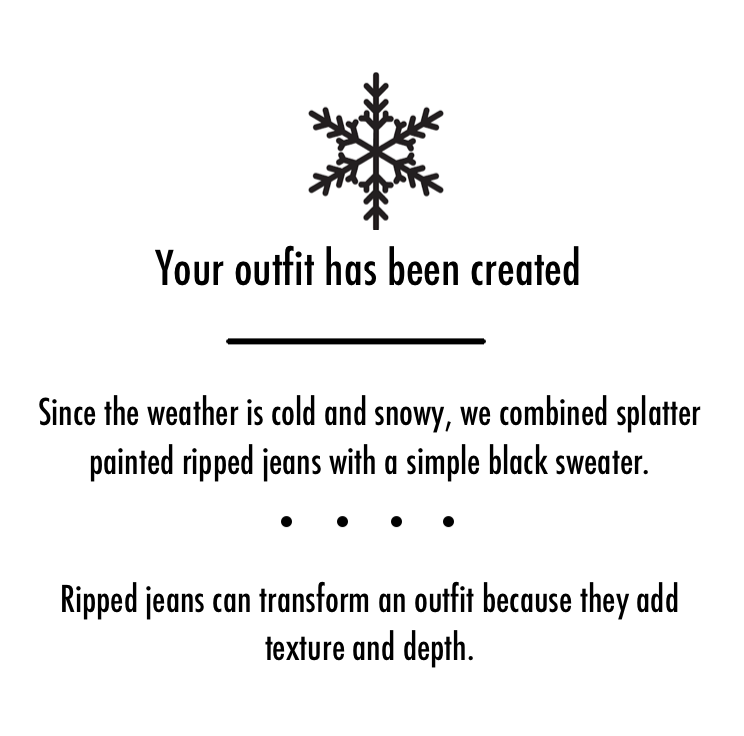 Your outfit has been created
Since the weather is cold and snowy, we combined splatter
painted ripped jeans with a simple black sweater.
Ripped jeans can transform an outfit because they add
texture and depth.